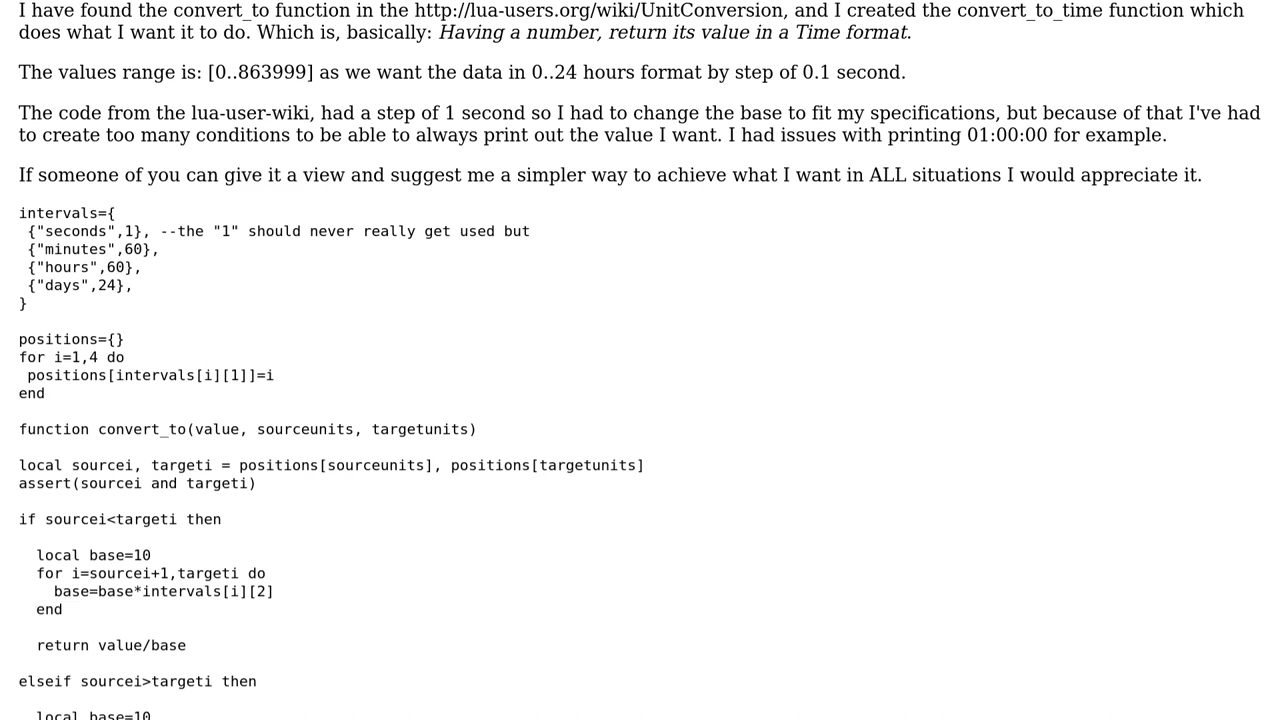 I have found the convert_to function in the http://lua-users.org/wiki/UnitConversion, and I created the convert_to_time function which
does what I want it to do. Which is, basically: Having a number, return its value in a Time format.
The values range is: [0..863999] as we want the data in 0..24 hours format by step of 0.1 second.
The code from the lua-user-wiki, had a step of 1 second so I had to change the base to fit my specifications, but because of that I've had
to create too many conditions to be able to always print out the value I want. I had issues with printing 01:00:00 for example.
If someone of you can give it a view and suggest me a simpler way to achieve what I want in ALL situations I would appreciate it.
intervals={
{"seconds",1}, --the "1" should never really get used but
{"minutes",60},
{"hours",60},
{"days",24},
}
positions={}
for i=1,4 do
positions[intervals[i][1]]=i
end
function convert_to(value, sourceunits, targetunits)
local sourcei, targeti = positions[sourceunits], positions[targetunits]
assert(sourcei and targeti)
if sourcei<targeti then
local base=10
for i=sourcei+1,targeti do
base=base*intervals[i][2]
end
return value/base
elseif sourcei>targeti then
local base=10